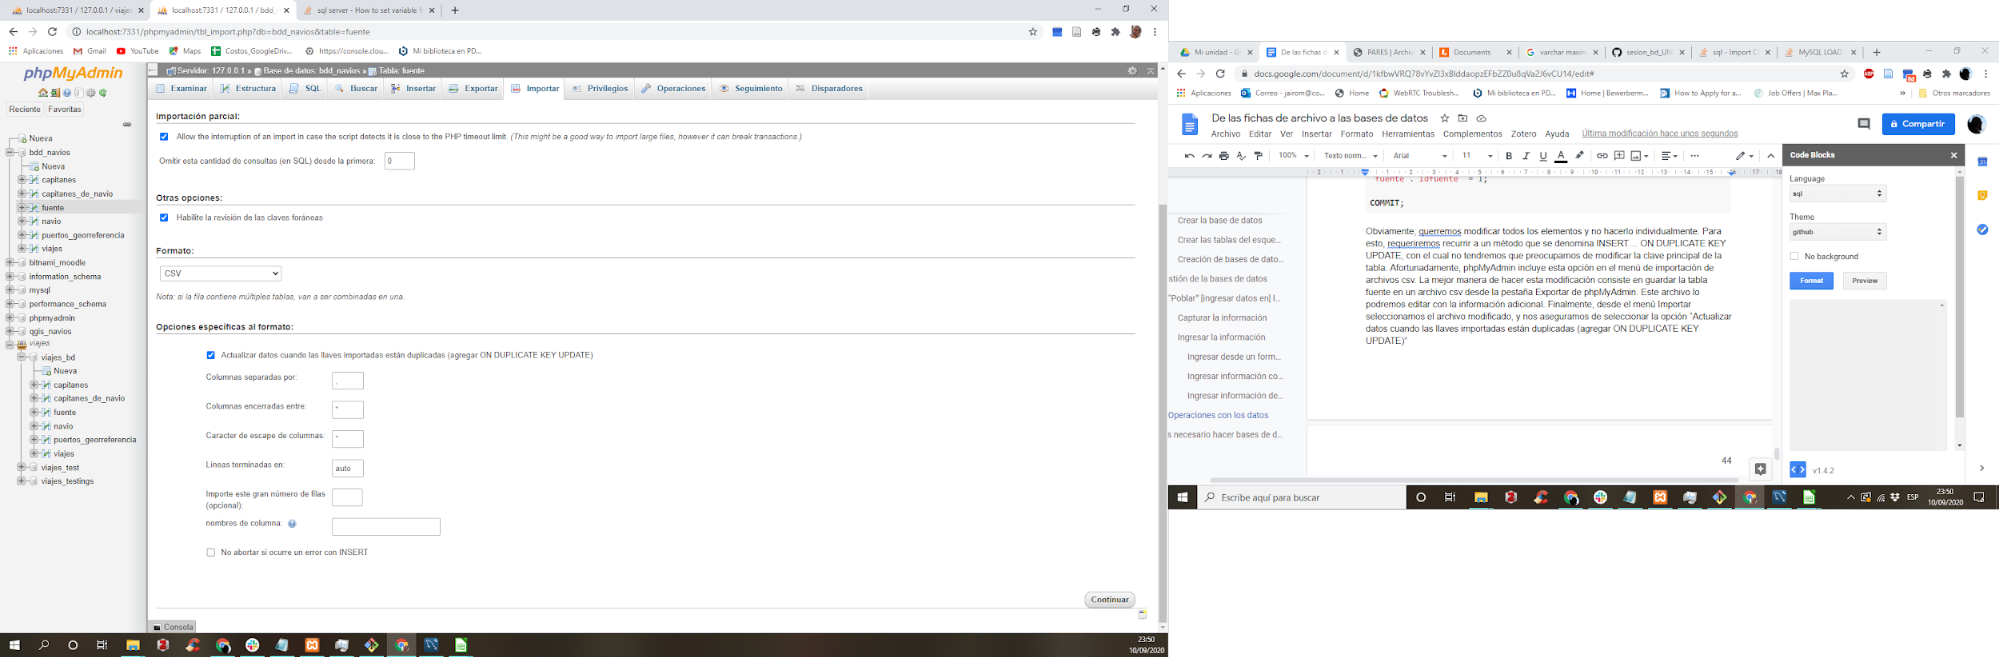 localhost:7331 / 127.0.0.1 / viajes
localhost:7331 / 127.0.0.1 / bdd_
sql server - How to set variable f
localhost:7331/phpmyadmin/tbl_import.php?db=bdd_navios&table=fuente
Aplicaciones
Gmail
YouTube
Maps
Costos_GoogleDriv...
https://console.clou...
Mi biblioteca en PD...
phpMyAdmin
Reciente
Favoritas
Nueva
bdd_navios
Nueva
capitanes
capitanes_de_navio
fuente
navio
puertos_georreferencia
viajes
bitnami_moodle
information_schema
mysql
performance_schema
phpmyadmin
qgis_navios
viajes
viajes_bd
Nueva
capitanes
capitanes_de_navio
fuente
navio
puertos_georreferencia
viajes
viajes_test
viajes_testings
Servidor: 127.0.0.1 » Base de datos: bdd_navios » Tabla: fuente
Examinar
Estructura
SQL
Buscar
Insertar
Exportar
Importar
Privilegios
Operaciones
Seguimiento
Disparadores
Importación parcial:
Allow the interruption of an import in case the script detects it is close to the PHP timeout limit. (This might be a good way to import large files, however it can break transactions.)
Omitir esta cantidad de consultas (en SQL) desde la primera: 0
Otras opciones:
Habilite la revisión de las claves foráneas
Formato:
CSV
Nota: si la fila contiene múltiples tablas, van a ser combinadas en una.
Opciones específicas al formato:
Actualizar datos cuando las llaves importadas están duplicadas (agregar ON DUPLICATE KEY UPDATE)
Columnas separadas por: ,
Columnas encerradas entre: "
Caracter de escape de columnas: "
Líneas terminadas en: auto
Importe este gran número de filas
(opcional):
nombres de columna:
No abortar si ocurre un error con INSERT
Continuar
Consola
23:50
10/09/2020
Mi unidad - G
De las fichas d
PARES | Archiv
Documents
varchar maxim
sesion_bd_UN
sql - Import C
MySQL LOAD
docs.google.com/document/d/1kfbwVRQ78vYvZI3xBlddaopzEFbZZ0u8qVa2J6vCU14/edit#
Aplicaciones
Correo - jairom@co...
Home
WebRTC Troublesh...
Mi biblioteca en PD...
Home | Bewerberm...
How to Apply for a...
Job Offers | Max Pla...
»
Otros marcadores
De las fichas de archivo a las bases de datos
Archivo
Editar
Ver
Insertar
Formato
Herramientas
Complementos
Zotero
Ayuda
Última modificación hace unos segundos
Compartir
100%
Texto norm...
Arial
11
B
I
U
A
Crear la base de datos
Crear las tablas del esque...
Creación de bases de dato...
stión de la bases de datos
"Poblar" [ingresar datos en] l...
Capturar la información
Ingresar la información
Ingresar desde un form...
Ingresar información co...
Ingresar información de...
Operaciones con los datos
s necesario hacer bases de d...
`fuente`.`idfuente` = 1;
COMMIT;
Obviamente, querremos modificar todos los elementos y no hacerlo individualmente. Para
esto, requeriremos recurrir a un método que se denomina INSERT... ON DUPLICATE KEY
UPDATE, con el cual no tendremos que preocuparnos de modificar la clave principal de la
tabla. Afortunadamente, phpMyAdmin incluye esta opción en el menú de importación de
archivos csv. La mejor manera de hacer esta modificación consiste en guardar la tabla
fuente en un archivo csv desde la pestaña Exportar de phpMyAdmin. Este archivo lo
podremos editar con la información adicional. Finalmente, desde el menú Importar
seleccionamos el archivo modificado, y nos aseguramos de seleccionar la opción "Actualizar
datos cuando las llaves importadas están duplicadas (agregar ON DUPLICATE KEY
UPDATE)"
44
Code Blocks
Language
sql
Theme
github
No background
Format
Preview
v1.4.2
Escribe aquí para buscar
ESP
23:50
10/09/2020